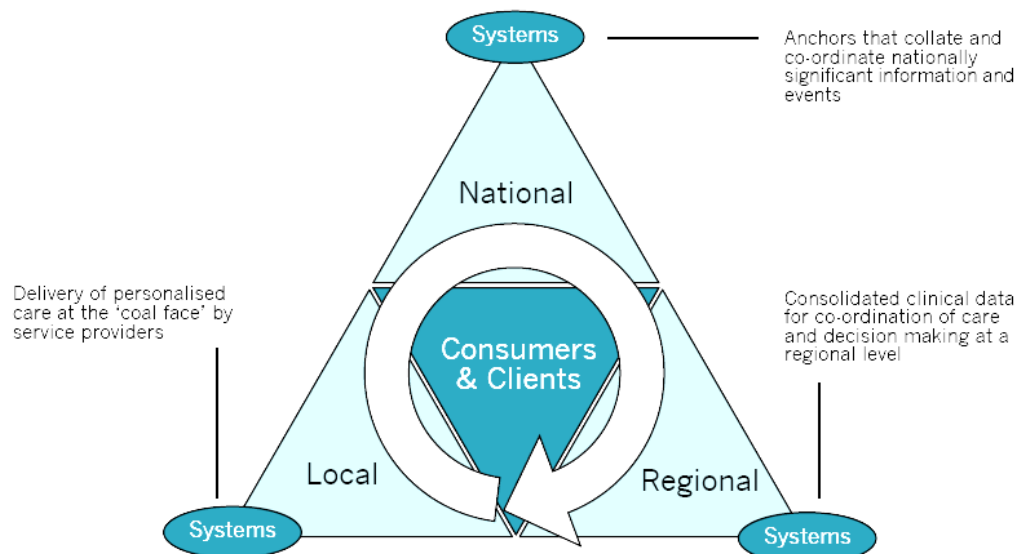 Systems
Anchors that collate and
co-ordinate nationally
significant information and
events
National
Delivery of personalised
care at the ‘coal face’ by
service providers
Consumers
& Clients
Consolidated clinical data
for co-ordination of care
and decision making at a
regional level
Local
Regional
Systems
Systems